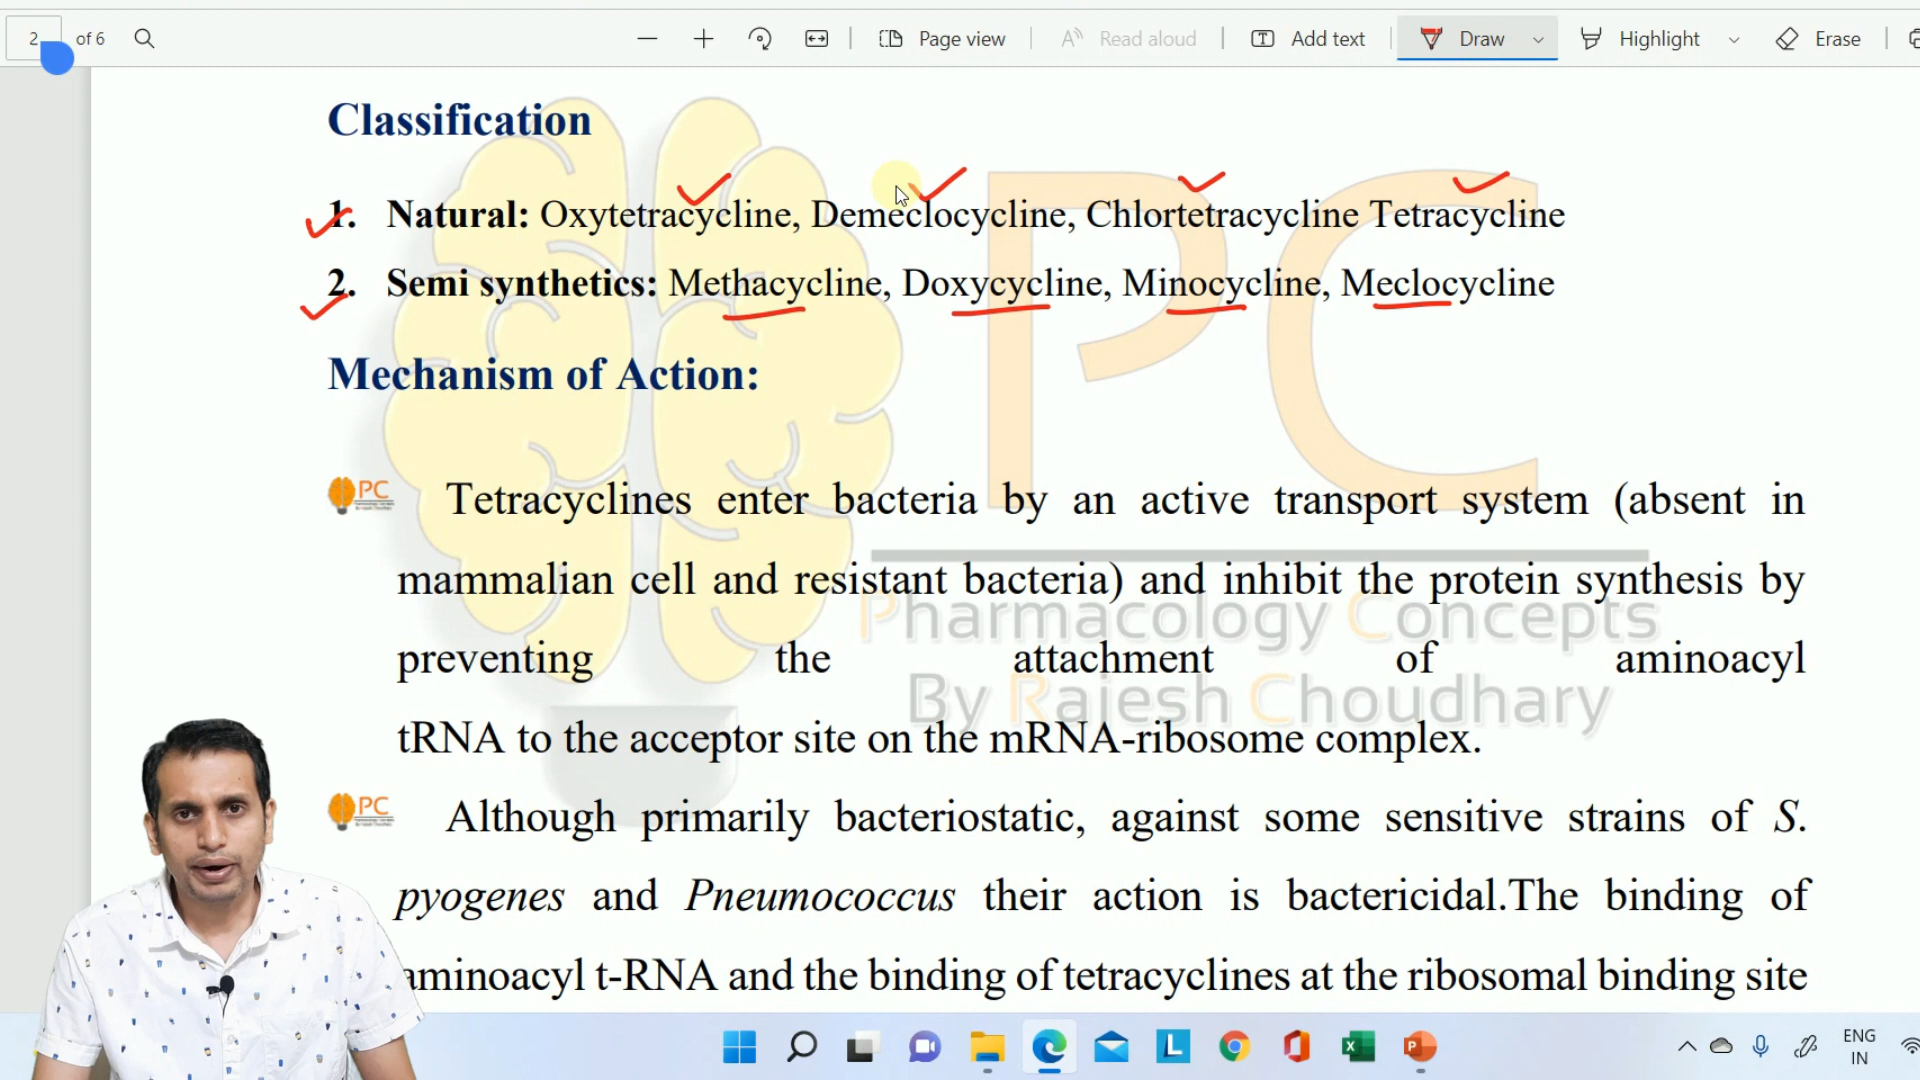 2 of 6 Page view Read aloud Add text Draw Highlight Erase
Classification
1. Natural: Oxytetracycline, Demeclocycline, Chlortetracycline Tetracycline
2. Semi synthetics: Methacycline, Doxycycline, Minocycline, Meclocycline
Mechanism of Action:
PC Tetracyclines enter bacteria by an active transport system (absent in
mammalian cell and resistant bacteria) and inhibit the protein synthesis by
preventing the attachment of aminoacyl
tRNA to the acceptor site on the mRNA-ribosome complex.
PC Although primarily bacteriostatic, against some sensitive strains of S.
pyogenes and Pneumococcus their action is bactericidal.The binding of
aminoacyl t-RNA and the binding of tetracyclines at the ribosomal binding site
PC
Pharmacology Concepts
By Rajesh Choudhary
ENG
IN